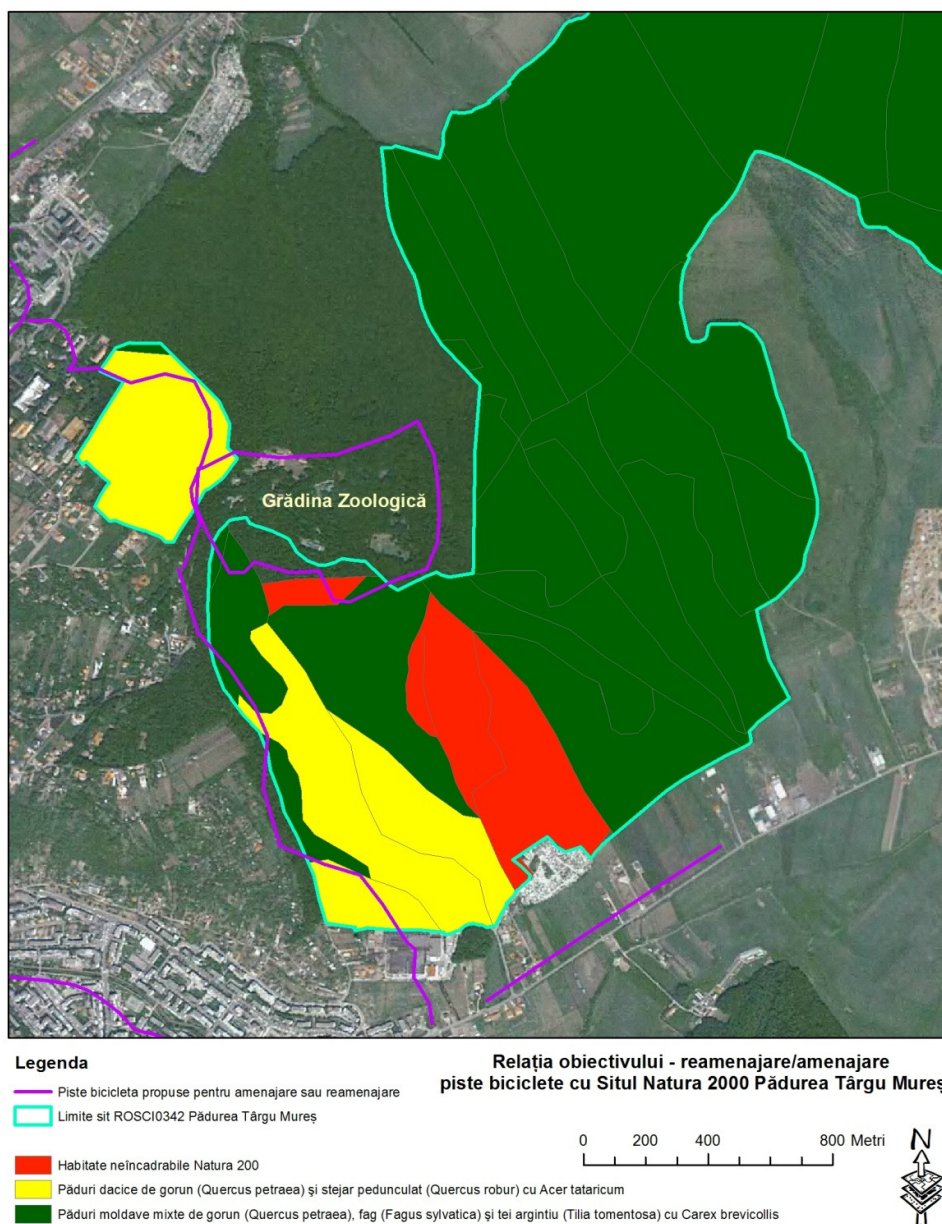 Grădina Zoologică
Legenda
Piste bicicleta propuse pentru amenajare sau reamenajare
Limite sit ROSCI0342 Pădurea Târgu Mureș
Habitate neîncadrabile Natura 200
Păduri dacice de gorun (Quercus petraea) și stejar pedunculat (Quercus robur) cu Acer tataricum
Păduri moldave mixte de gorun (Quercus petraea), fag (Fagus sylvatica) și tei argintiu (Tilia tomentosa) cu Carex brevicollis
Relația obiectivului - reamenajare/amenajare
piste biciclete cu Situl Natura 2000 Pădurea Târgu Mureș
0 200 400 800 Metri
N